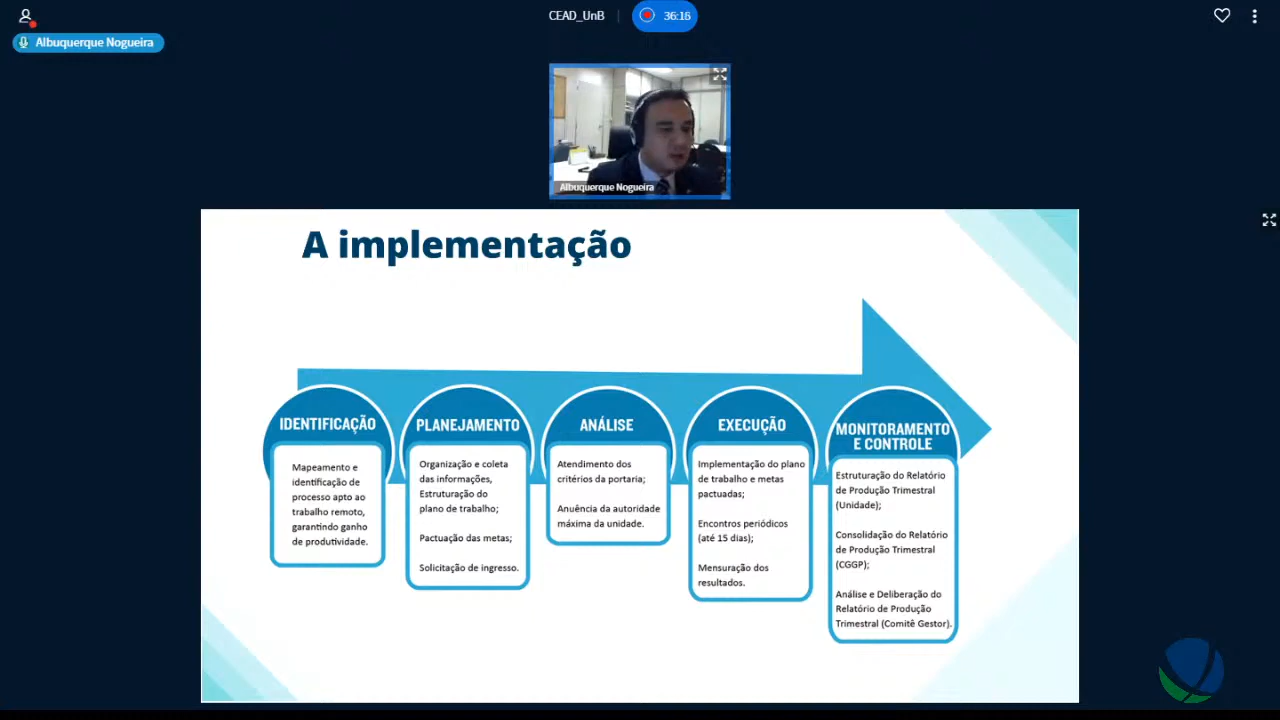 CEAD_UnB
36:16
Albuquerque Nogueira
Albuquerque Nogueira
A implementação
IDENTIFICAÇÃO
Mapeamento e
identificação de
processo apto ao
trabalho remoto,
garantindo ganho
de produtividade.
PLANEJAMENTO
Organização e coleta
das informações,
Estruturação do
plano de trabalho;
Pactuação das metas;
Solicitação de ingresso.
ANÁLISE
Atendimento dos
critérios da portaria;
Anuência da autoridade
máxima da unidade.
EXECUÇÃO
Implementação do plano
de trabalho e metas
pactuadas;
Encontros periódicos
(até 15 dias);
Mensuração dos
resultados.
MONITORAMENTO
E CONTROLE
Estruturação do Relatório
de Produção Trimestral
(Unidade);
Consolidação do Relatório
de Produção Trimestral
(CGGP);
Análise e Deliberação do
Relatório de Produção
Trimestral (Comitê Gestor).